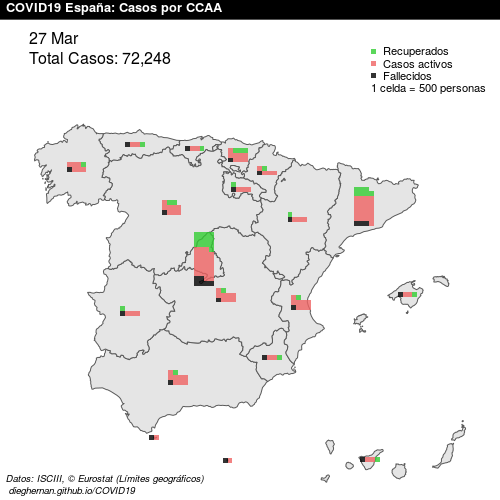 COVID19 España: Casos por CCAA
27 Mar
Total Casos: 72,248
Recuperados
Casos activos
Fallecidos
1 celda = 500 personas
Datos: ISCIII, © Eurostat (Límites geográficos)
dieghernan.github.io/COVID19